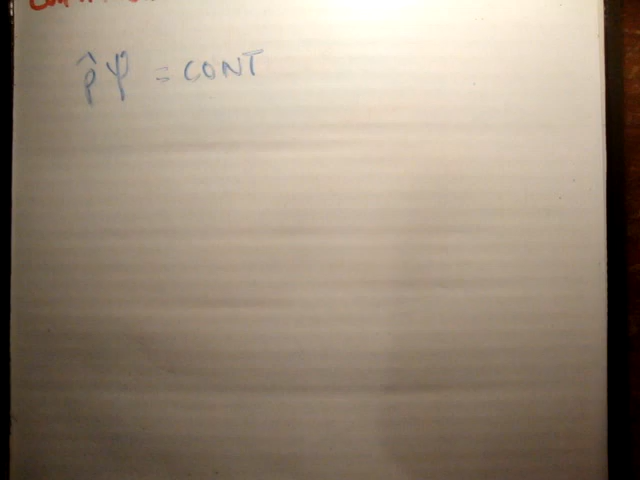 p̂ψ = CONT